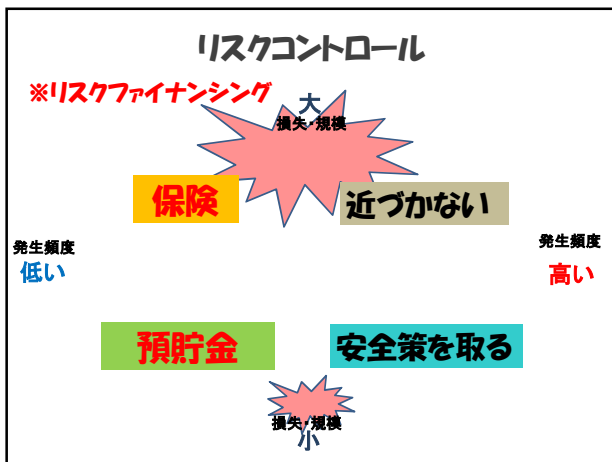 リスクコントロール
※リスクファイナンシング
大
損失・規模
保険
近づかない
発生頻度
低い
発生頻度
高い
預貯金
安全策を取る
損失・規模
小